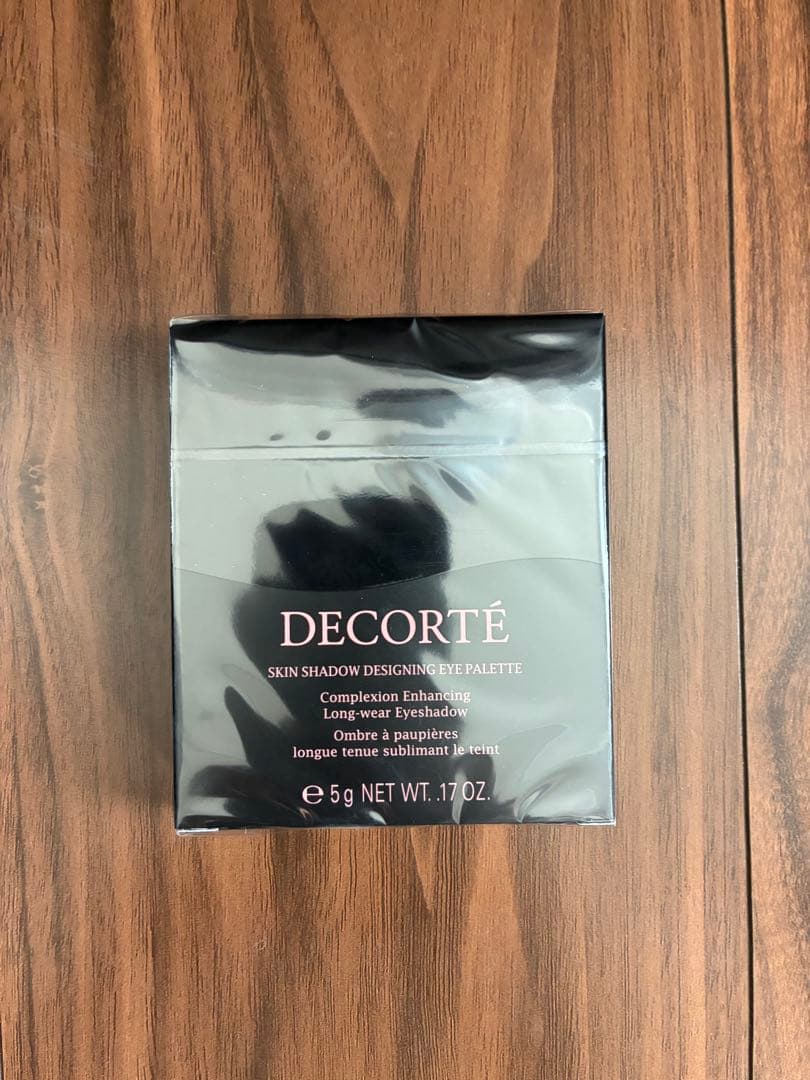 DECORTÉ
SKIN SHADOW DESIGNING EYE PALETTE
Complexion Enhancing
Long-wear Eyeshadow
Ombre à paupières
longue tenue sublimant le teint
℮ 5 g NET WT. .17 OZ.